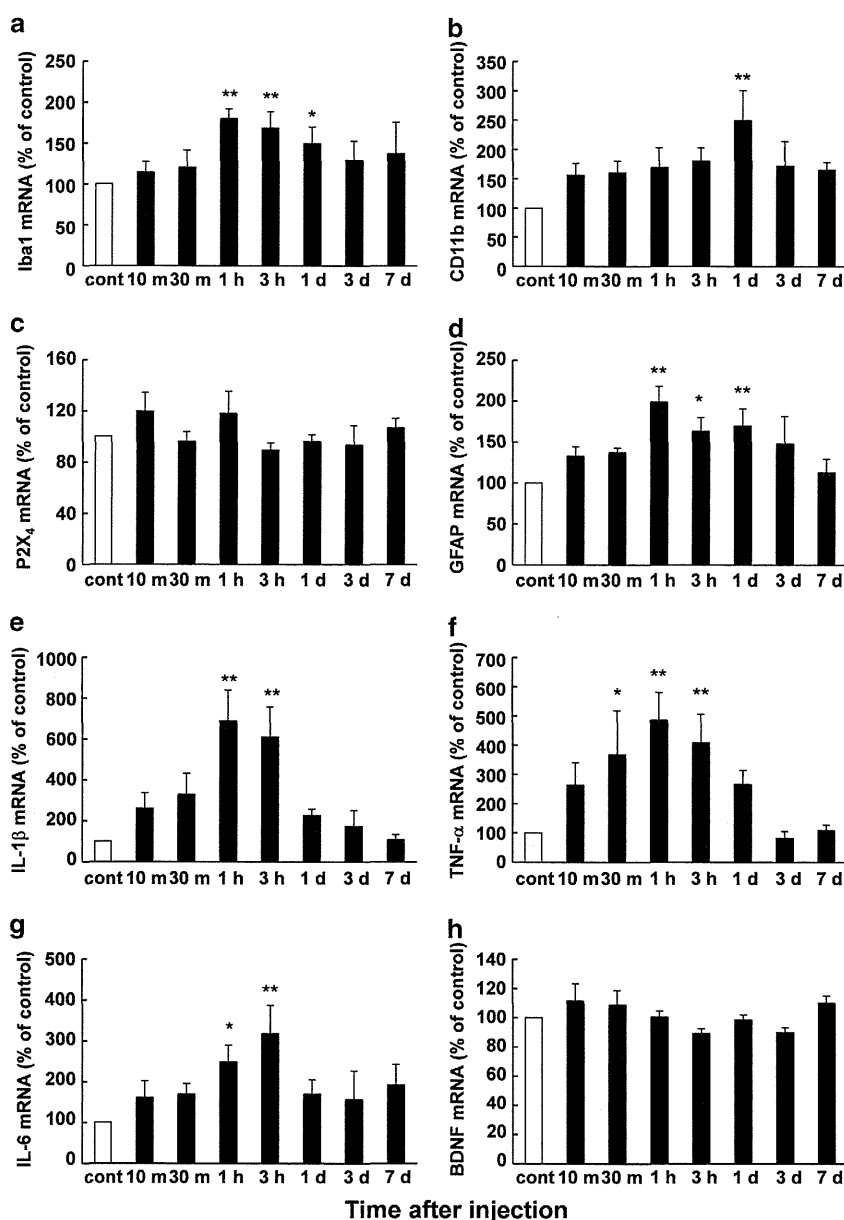 a
Iba1 mRNA (% of control)
250
200
150
100
50
0
**
**
*
cont 10 m 30 m 1 h 3 h 1 d 3 d 7 d
b
CD11b mRNA (% of control)
350
300
250
200
150
100
50
0
**
cont 10 m 30 m 1 h 3 h 1 d 3 d 7 d
c
P2X₄ mRNA (% of control)
160
120
80
40
0
cont 10 m 30 m 1 h 3 h 1 d 3 d 7 d
d
GFAP mRNA (% of control)
250
200
150
100
50
0
**
*
**
cont 10 m 30 m 1 h 3 h 1 d 3 d 7 d
e
IL-1β mRNA (% of control)
1000
800
600
400
200
0
**
**
cont 10 m 30 m 1 h 3 h 1 d 3 d 7 d
f
TNF-α mRNA (% of control)
700
600
500
400
300
200
100
0
*
**
**
cont 10 m 30 m 1 h 3 h 1 d 3 d 7 d
g
IL-6 mRNA (% of control)
500
400
300
200
100
0
*
**
cont 10 m 30 m 1 h 3 h 1 d 3 d 7 d
h
BDNF mRNA (% of control)
140
120
100
80
60
40
20
0
cont 10 m 30 m 1 h 3 h 1 d 3 d 7 d
Time after injection